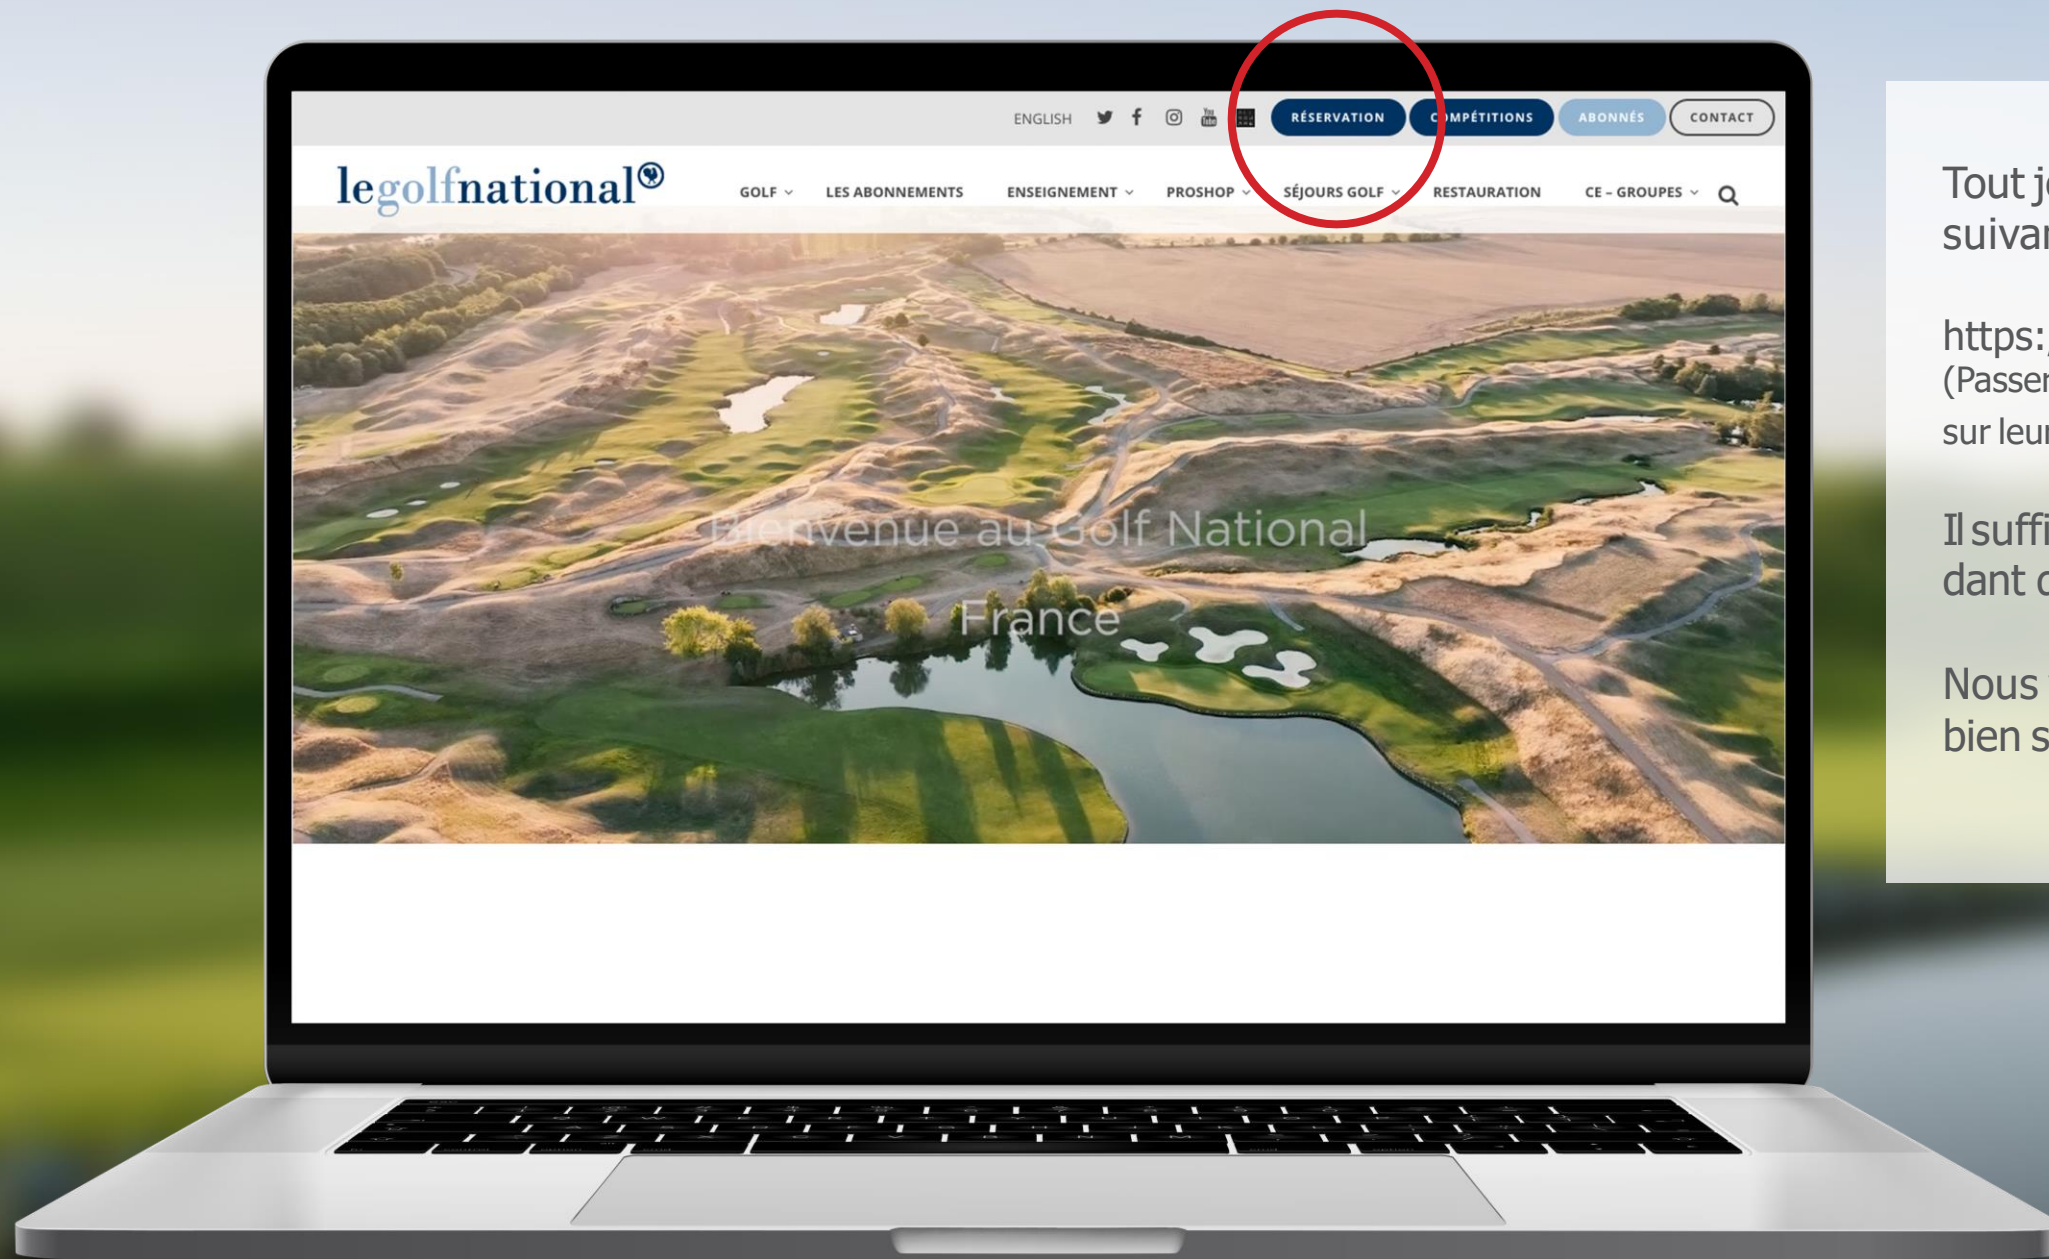 ENGLISH RÉSERVATION COMPÉTITIONS ABONNÉS CONTACT
legolfnational
GOLF LES ABONNEMENTS ENSEIGNEMENT PROSHOP SÉJOURS GOLF RESTAURATION CE – GROUPES
Bienvenue au Golf National
France
Tout
suivan
https:/
(Passer
sur leur
Il suffi
dant
Nous
bien s